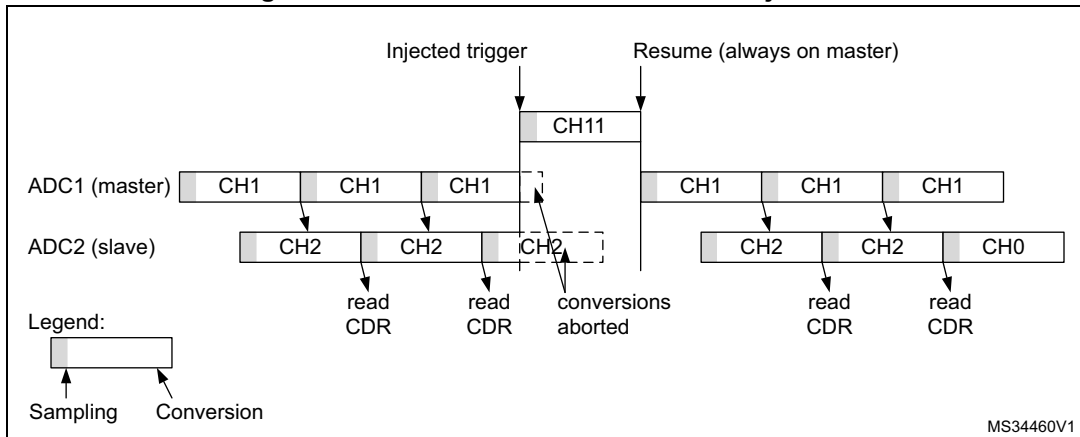 Injected trigger
Resume (always on master)
CH11
ADC1 (master)
CH1
CH1
CH1
CH1
CH1
CH1
ADC2 (slave)
CH2
CH2
CH2
CH2
CH2
CH0
read
CDR
read
CDR
conversions
aborted
read
CDR
read
CDR
Legend:
Sampling
Conversion
MS34460V1